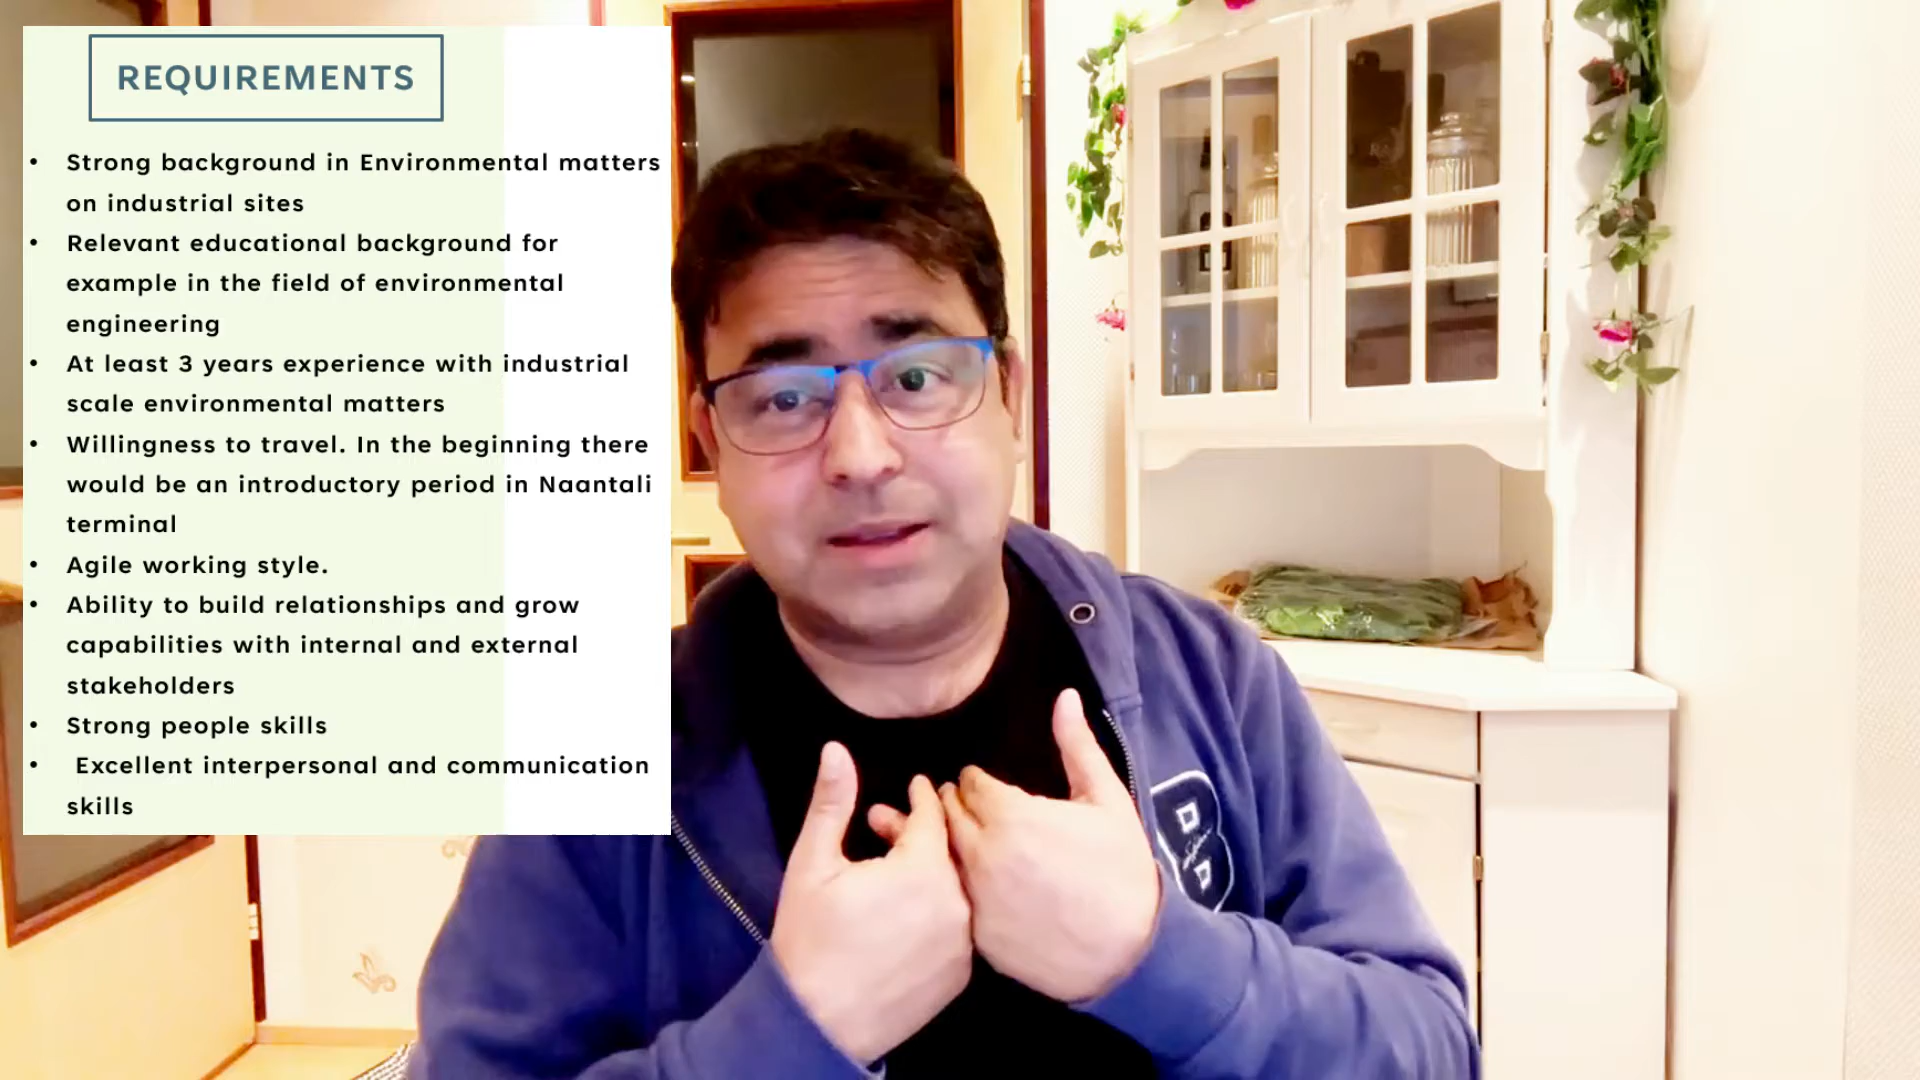 REQUIREMENTS
• Strong background in Environmental matters
on industrial sites
• Relevant educational background for
example in the field of environmental
engineering
• At least 3 years experience with industrial
scale environmental matters
• Willingness to travel. In the beginning there
would be an introductory period in Naantali
terminal
• Agile working style.
• Ability to build relationships and grow
capabilities with internal and external
stakeholders
• Strong people skills
• Excellent interpersonal and communication
skills